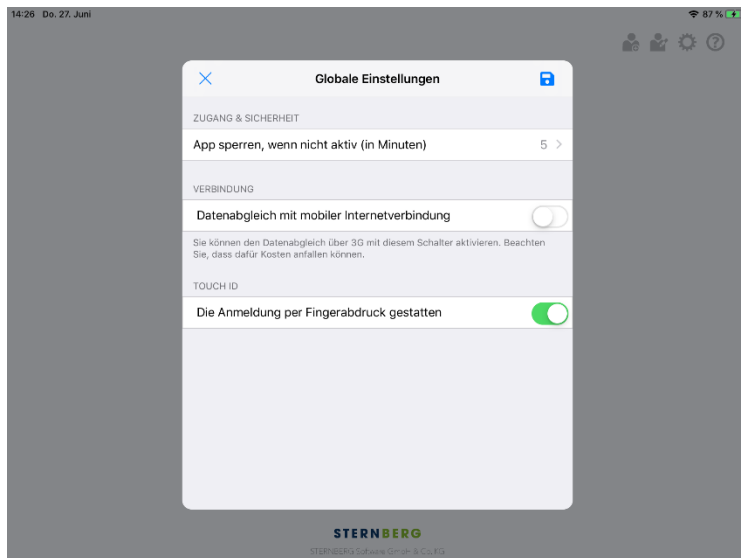 14:26 Do. 27. Juni
87 %
Globale Einstellungen
ZUGANG & SICHERHEIT
App sperren, wenn nicht aktiv (in Minuten)
5
VERBINDUNG
Datenabgleich mit mobiler Internetverbindung
Sie können den Datenabgleich über 3G mit diesem Schalter aktivieren. Beachten
Sie, dass dafür Kosten anfallen können.
TOUCH ID
Die Anmeldung per Fingerabdruck gestatten
STERNBERG
STERNBERG Software GmbH & Co. KG